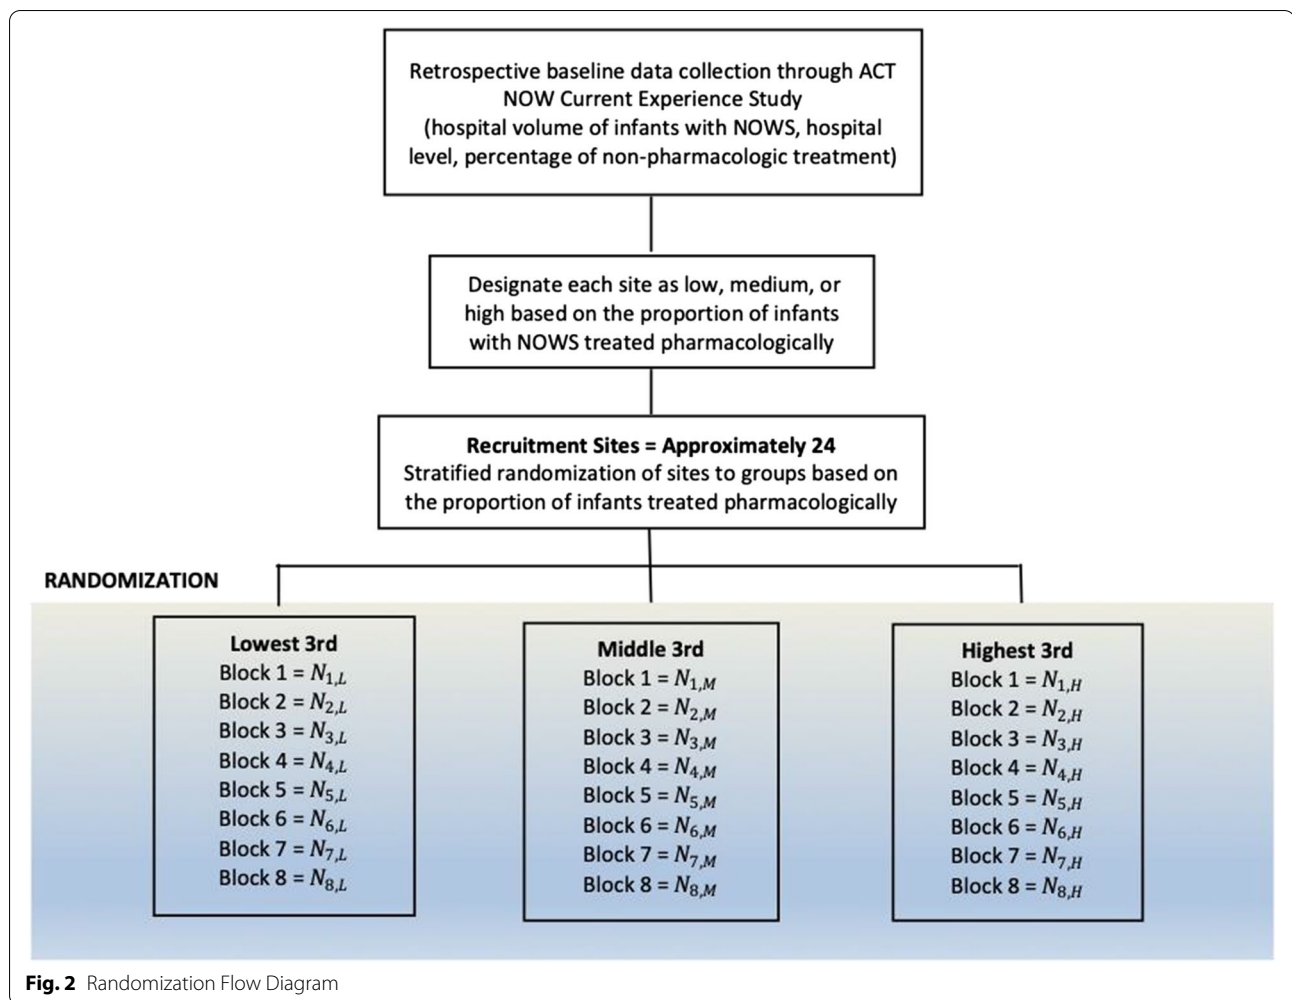 Retrospective baseline data collection through ACT
NOW Current Experience Study
(hospital volume of infants with NOWS, hospital
level, percentage of non-pharmacologic treatment)
Designate each site as low, medium, or
high based on the proportion of infants
with NOWS treated pharmacologically
Recruitment Sites = Approximately 24
Stratified randomization of sites to groups based on
the proportion of infants treated pharmacologically
RANDOMIZATION
Lowest 3rd
Block 1 = N1,L
Block 2 = N2,L
Block 3 = N3,L
Block 4 = N4,L
Block 5 = N5,L
Block 6 = N6,L
Block 7 = N7,L
Block 8 = N8,L
Middle 3rd
Block 1 = N1,M
Block 2 = N2,M
Block 3 = N3,M
Block 4 = N4,M
Block 5 = N5,M
Block 6 = N6,M
Block 7 = N7,M
Block 8 = N8,M
Highest 3rd
Block 1 = N1,H
Block 2 = N2,H
Block 3 = N3,H
Block 4 = N4,H
Block 5 = N5,H
Block 6 = N6,H
Block 7 = N7,H
Block 8 = N8,H
Fig. 2 Randomization Flow Diagram